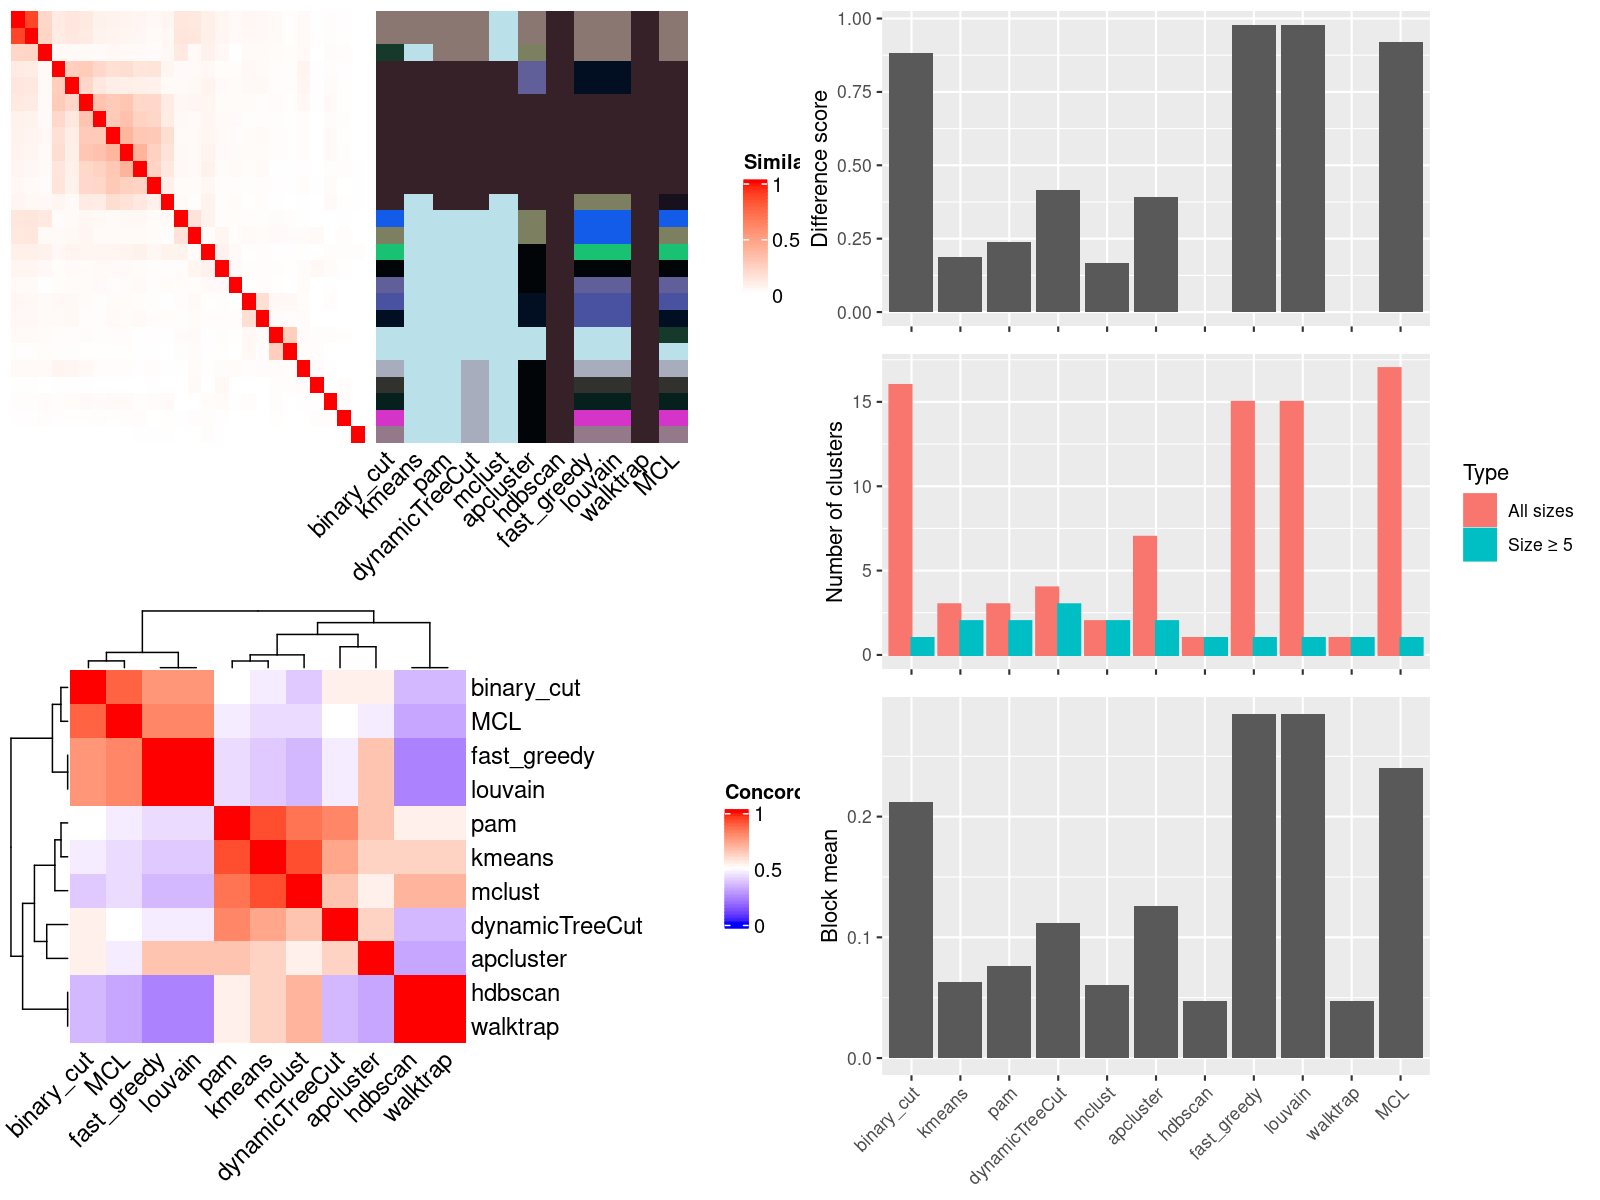 Simila
1
0.5
0
binary_cut
kmeans
pam
dynamicTreeCut
mclust
apcluster
hdbscan
fast_greedy
louvain
walktrap
MCL
binary_cut
MCL
fast_greedy
louvain
pam
kmeans
mclust
dynamicTreeCut
apcluster
hdbscan
walktrap
binary_cut
MCL
fast_greedy
louvain
pam
kmeans
mclust
dynamicTreeCut
apcluster
hdbscan
walktrap
Concord
1
0.5
0
Difference score
1.00
0.75
0.50
0.25
0.00
Number of clusters
15
10
5
0
Type
All sizes
Size ≥ 5
Block mean
0.2
0.1
0.0
binary_cut
kmeans
pam
dynamicTreeCut
mclust
apcluster
hdbscan
fast_greedy
louvain
walktrap
MCL